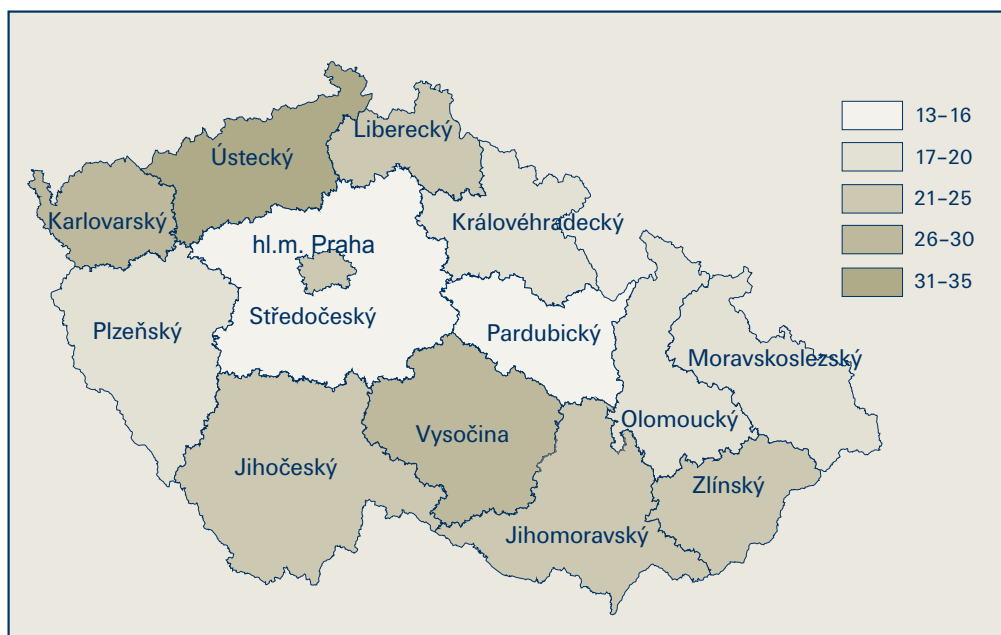 Liberecký
Ústecký
Karlovarský
Královéhradecký
hl.m. Praha
Středočeský
Plzeňský
Pardubický
Moravskoslezský
Olomoucký
Vysočina
Jihočeský
Zlínský
Jihomoravský
13–16
17–20
21–25
26–30
31–35